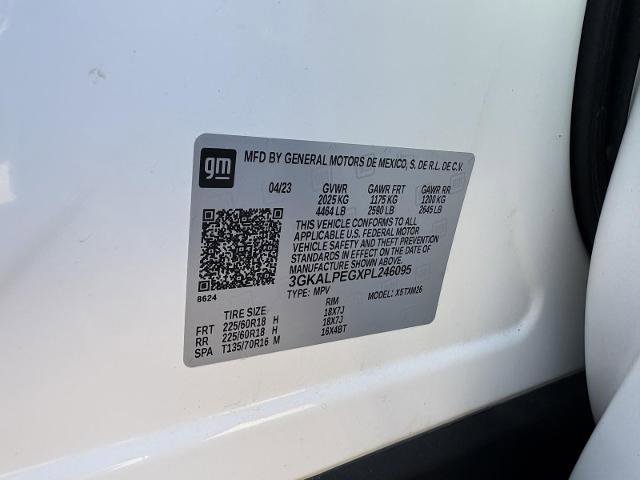 gm MFD BY GENERAL MOTORS DE MEXICO, S. DE R.L. DE C.V.
04/23 GVWR GAWR FRT GAWR RR
2025 KG 1175 KG 1200 KG
4464 LB 2590 LB 2645 LB
THIS VEHICLE CONFORMS TO ALL
APPLICABLE U.S. FEDERAL MOTOR
VEHICLE SAFETY AND THEFT PREVENTION
STANDARDS IN EFFECT ON THE DATE OF
MANUFACTURE SHOWN ABOVE.
3GKALPEGXPL246095
8624 TYPE: MPV MODEL: XSTXM26
TIRE SIZE: RIM
FRT 225/60R18 H 18X7J
RR 225/60R18 H 18X7J
SPA T135/70R16 M 16X4BT